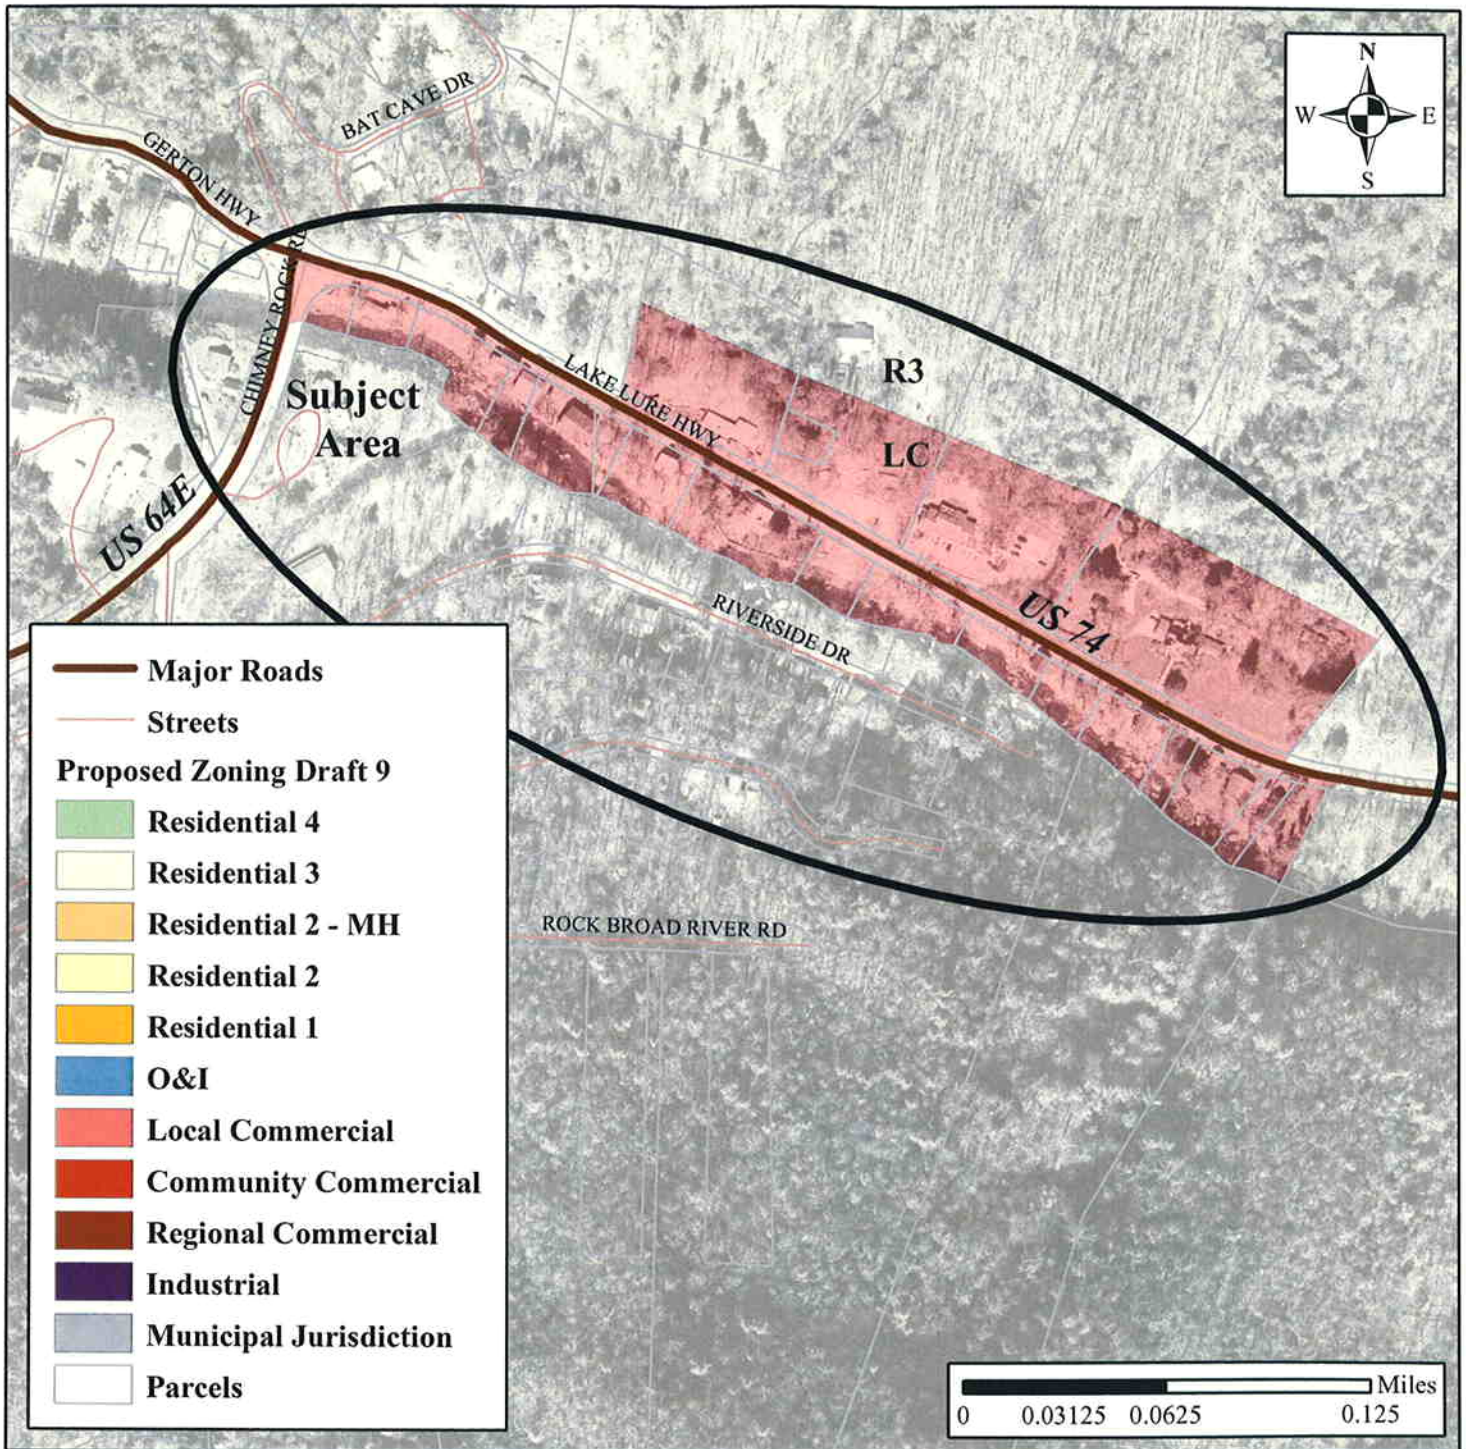 N
W E
S
BAT CAVE DR
GERTON HWY
CHIMNEY ROCK RD
Subject
Area
LAKE LURE HWY
R3
LC
US 64E
US 74
RIVERSIDE DR
ROCK BROAD RIVER RD
Major Roads
Streets
Proposed Zoning Draft 9
Residential 4
Residential 3
Residential 2 - MH
Residential 2
Residential 1
O&I
Local Commercial
Community Commercial
Regional Commercial
Industrial
Municipal Jurisdiction
Parcels
Miles
0 0.03125 0.0625 0.125